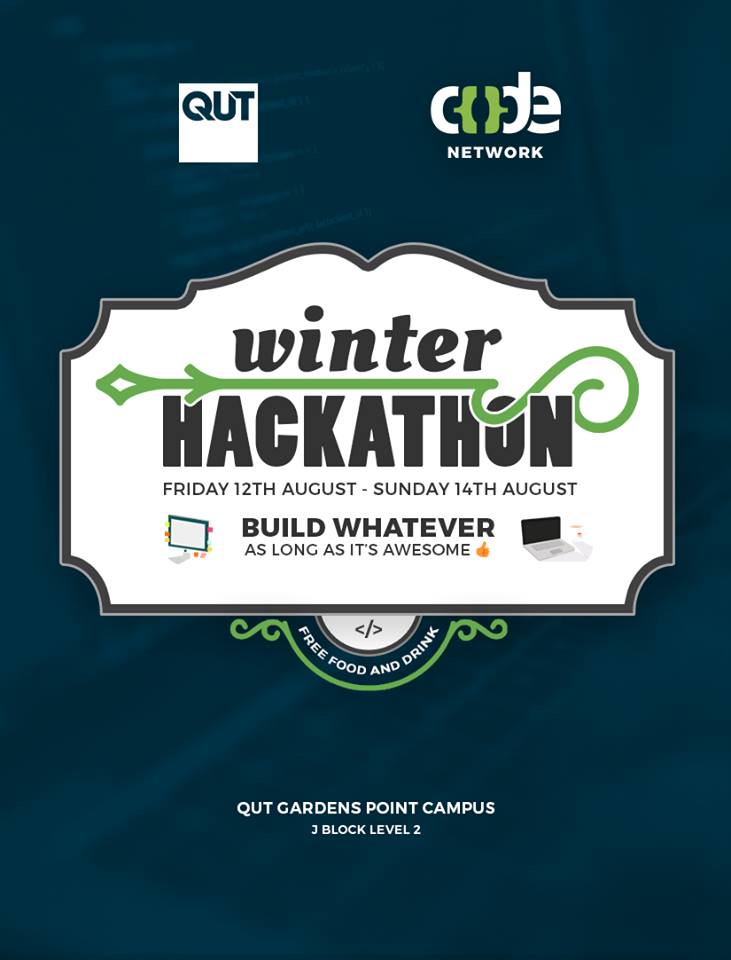 QUT
code
NETWORK
winter
HACKATHON
FRIDAY 12TH AUGUST - SUNDAY 14TH AUGUST
BUILD WHATEVER
AS LONG AS IT'S AWESOME 👍
</>
FREE FOOD AND DRINK
QUT GARDENS POINT CAMPUS
J BLOCK LEVEL 2